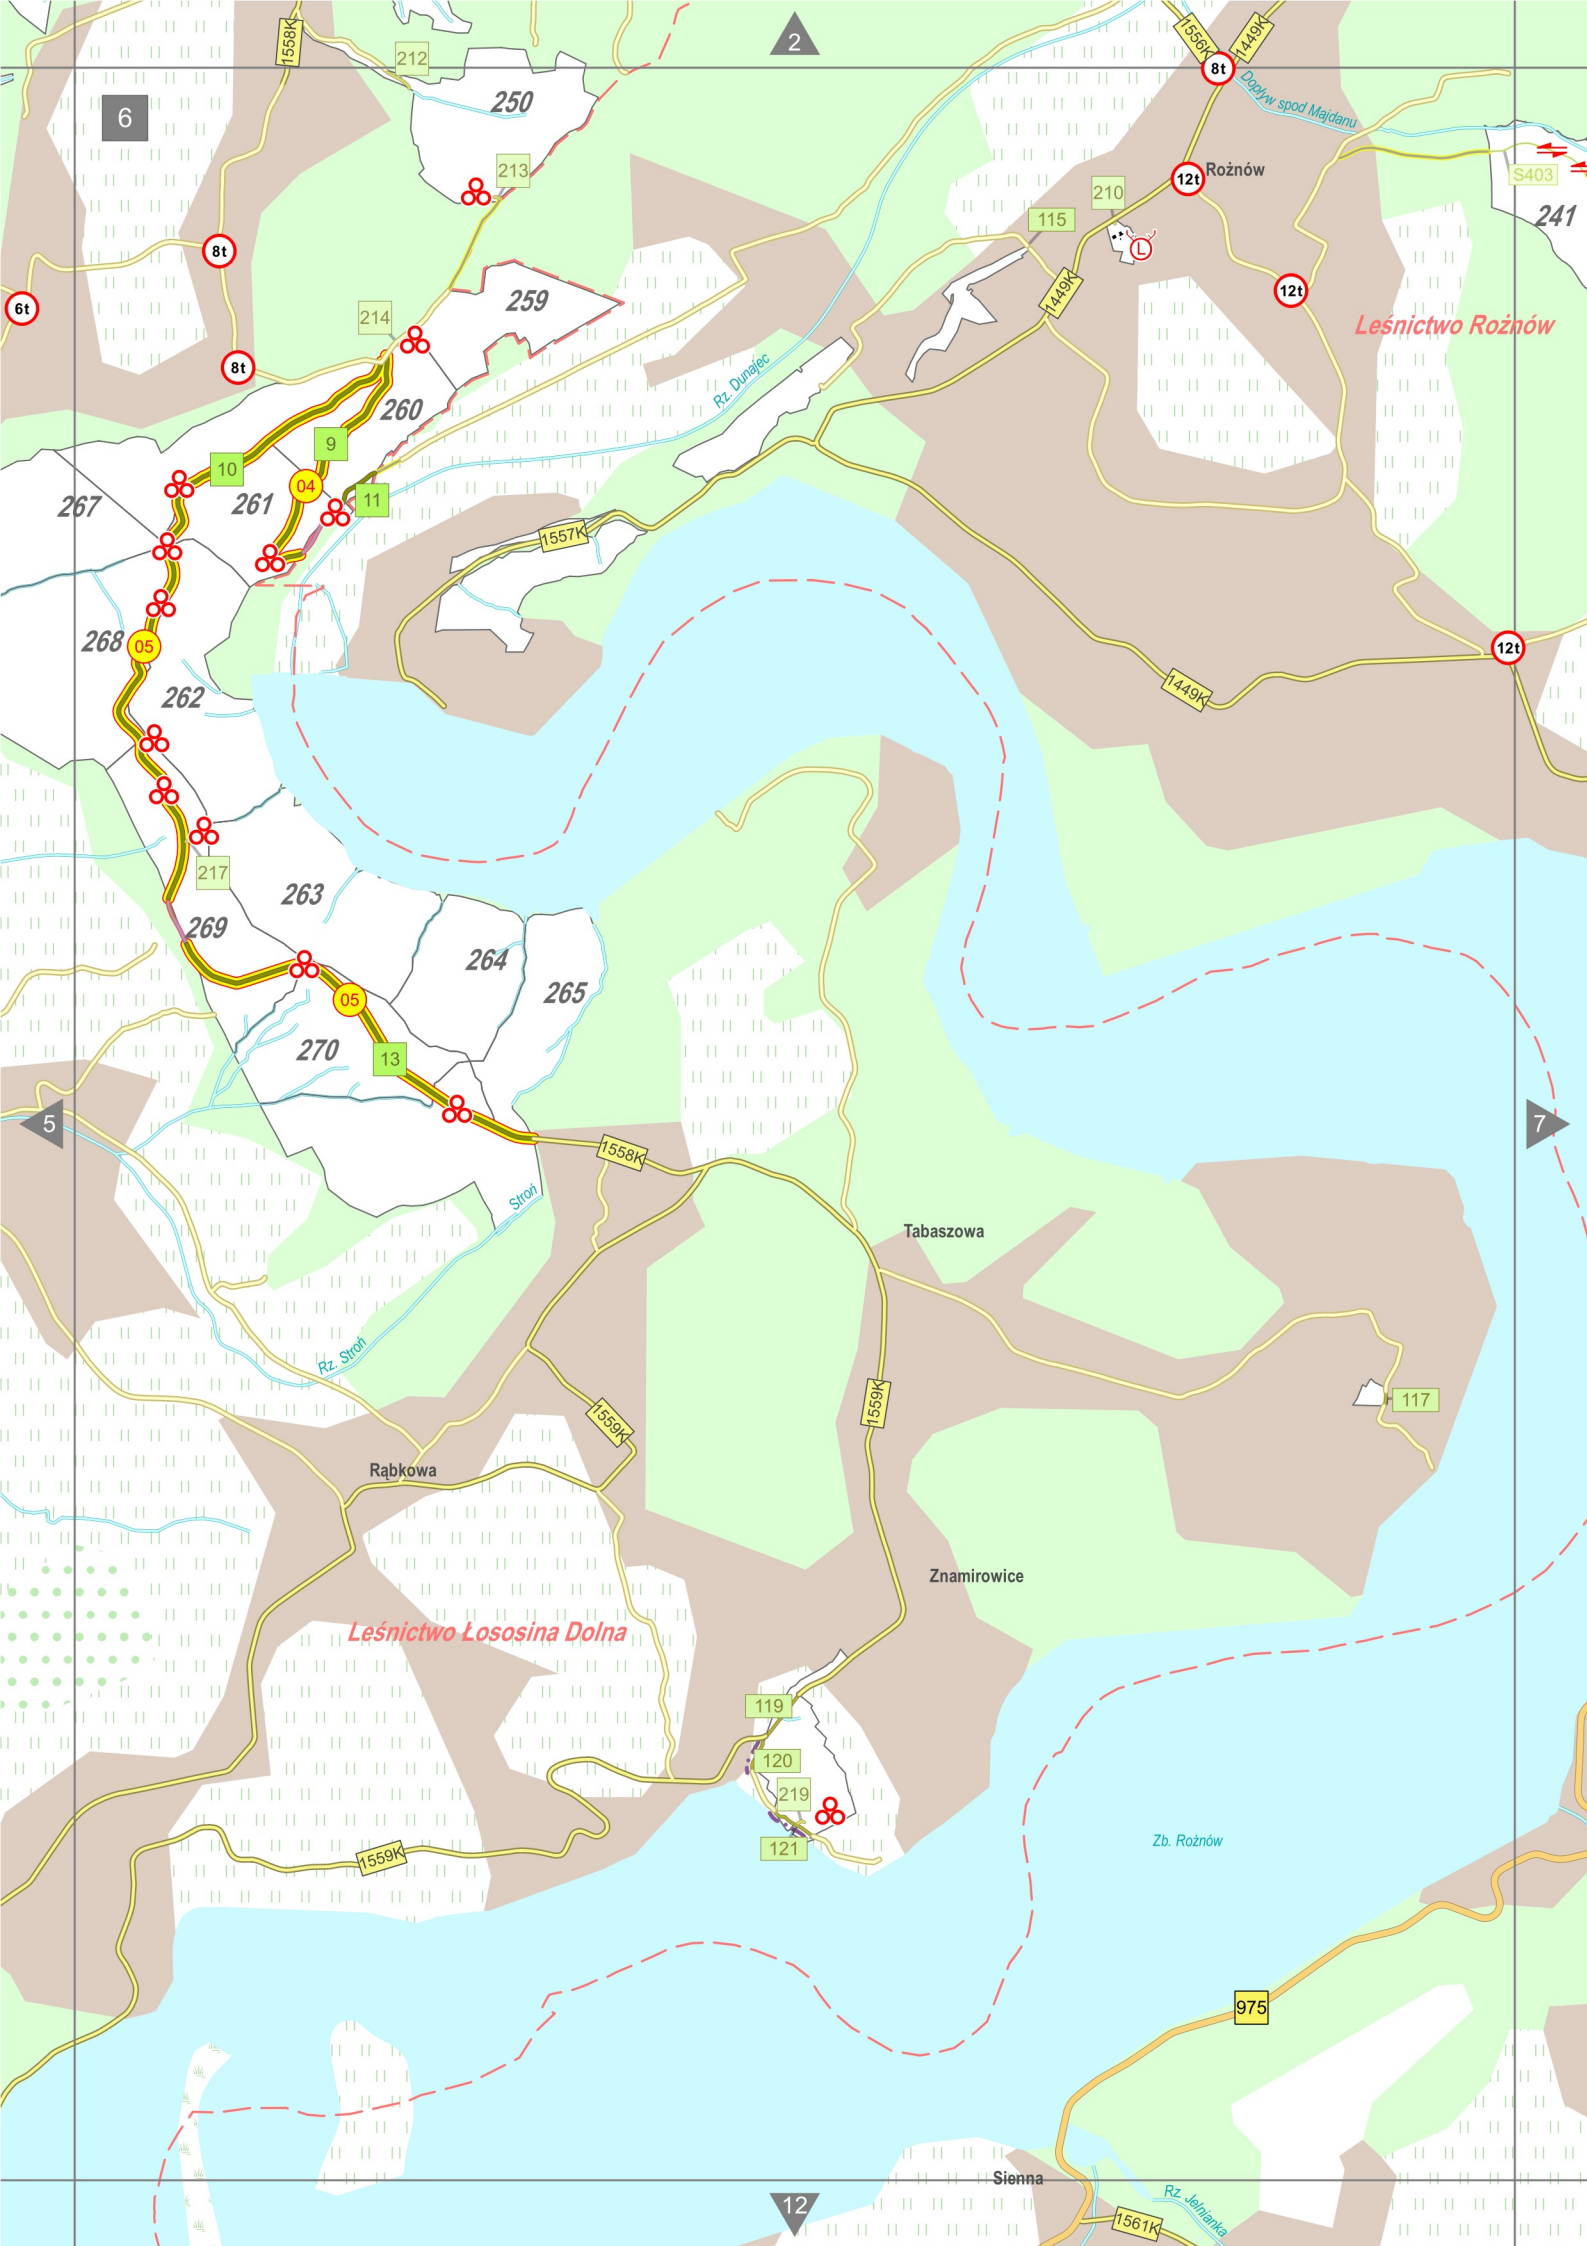 2
1558K
212
1556K
1449K
8t
6
250
Dopływ spod Majdanu
213
Rożnów
12t
S403
210
241
115
8t
L
259
1449K
12t
6t
214
Leśnictwo Rożnów
8t
Rz. Dunajec
260
9
10
04
261
11
267
1557K
268
05
12t
262
1449K
217
263
269
264
265
05
270
13
5
7
1558K
Stroń
Tabaszowa
Rz. Stroń
1559K
117
1559K
Rąbkowa
Znamirowice
Leśnictwo Łososina Dolna
119
120
219
Zb. Rożnów
121
1559K
975
Sienna
Rz Jelnianka
12
1561K